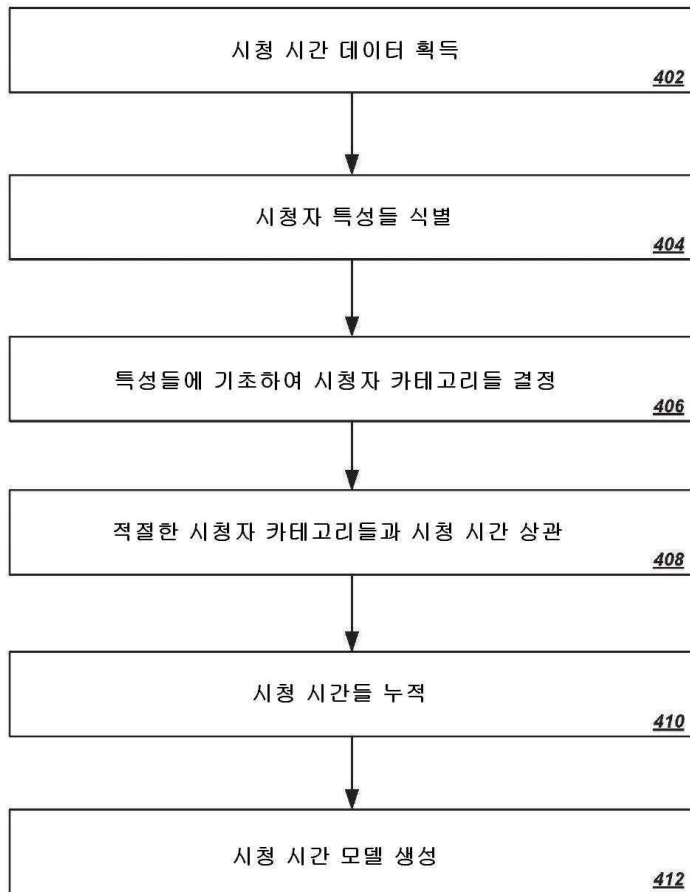 시청 시간 데이터 획득
402
시청자 특성들 식별
404
특성들에 기초하여 시청자 카테고리들 결정
406
적절한 시청자 카테고리들과 시청 시간 상관
408
시청 시간들 누적
410
시청 시간 모델 생성
412